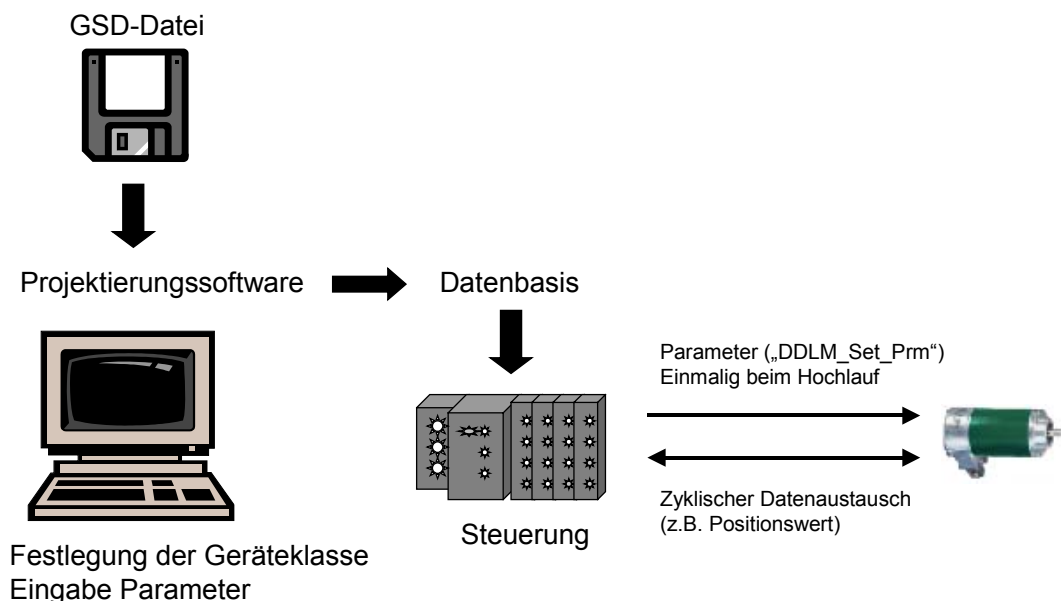 GSD-Datei
Projektierungssoftware
Datenbasis
Parameter („DDLM_Set_Prm“)
Einmalig beim Hochlauf
Zyklischer Datenaustausch
(z.B. Positionswert)
Steuerung
Festlegung der Geräteklasse
Eingabe Parameter